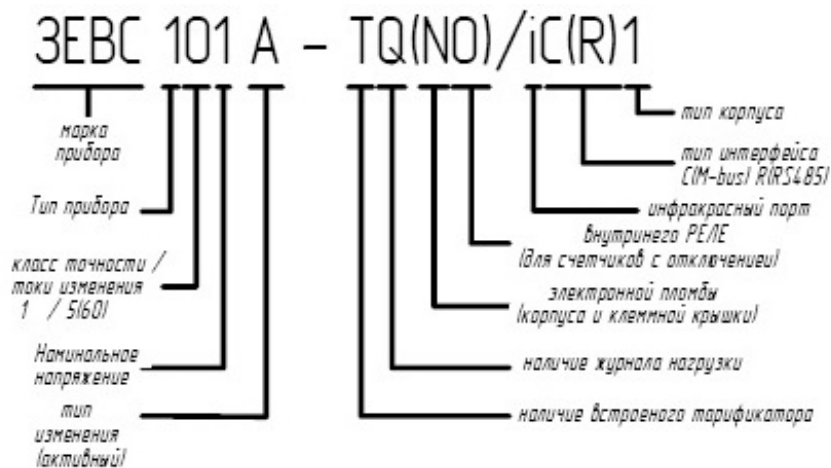 ЗЕВС 101 А - TQ(NO)/iC(R)1
марка
прибора
Тип прибора
класс точности /
токи изменения
1 / 5(60)
Наминальное
напряжение
тип
изменения
(активный)
тип карпуса
тип интерфейса
C(M-bus) R(RS485)
инфракрасный порт
внутринего РЕЛЕ
(для счетчиков с отключением)
электронной пломбы
(корпуса и клеммной крышки)
наличие журнала нагрузки
наличие встроеного тарификатора